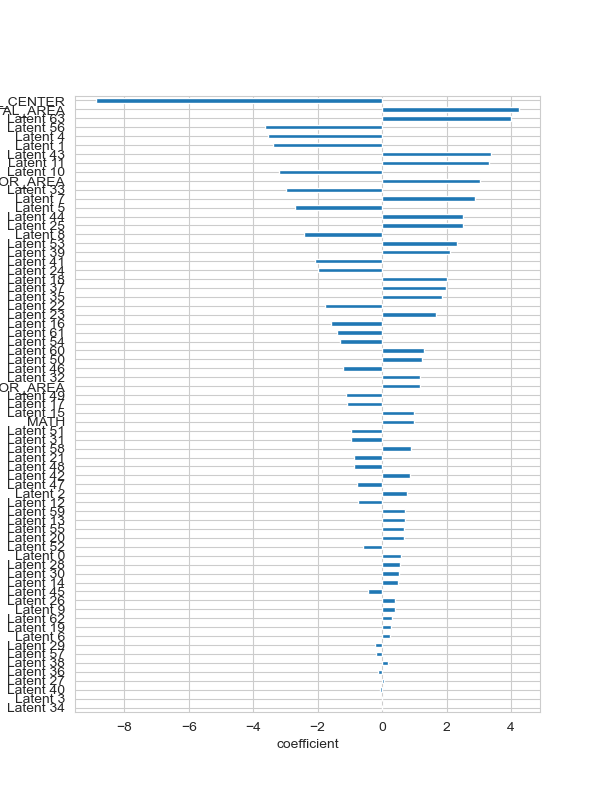 _CENTER
TAL_AREA
Latent 63
Latent 56
Latent 4
Latent 1
Latent 43
Latent 11
Latent 10
OR_AREA
Latent 33
Latent 7
Latent 5
Latent 44
Latent 25
Latent 8
Latent 53
Latent 39
Latent 41
Latent 24
Latent 18
Latent 37
Latent 35
Latent 22
Latent 23
Latent 16
Latent 61
Latent 54
Latent 60
Latent 50
Latent 46
Latent 32
OR_AREA
Latent 49
Latent 17
Latent 15
MATH
Latent 51
Latent 31
Latent 58
Latent 21
Latent 48
Latent 42
Latent 47
Latent 2
Latent 12
Latent 59
Latent 13
Latent 55
Latent 20
Latent 52
Latent 0
Latent 28
Latent 30
Latent 14
Latent 45
Latent 26
Latent 9
Latent 62
Latent 19
Latent 6
Latent 29
Latent 57
Latent 38
Latent 36
Latent 27
Latent 40
Latent 3
Latent 34
−8 −6 −4 −2 0 2 4
coefficient